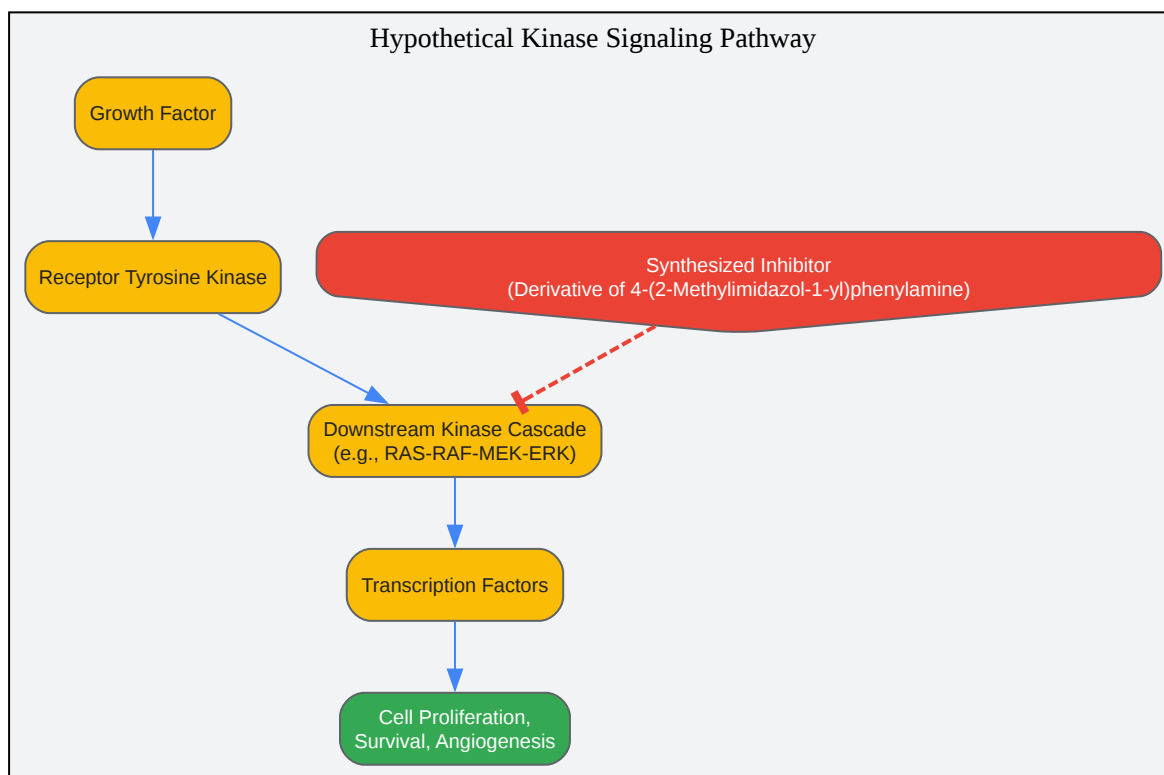 Hypothetical Kinase Signaling Pathway
Growth Factor
Receptor Tyrosine Kinase
Synthesized Inhibitor
(Derivative of 4-(2-Methylimidazol-1-yl)phenylamine)
Downstream Kinase Cascade
(e.g., RAS-RAF-MEK-ERK)
Transcription Factors
Cell Proliferation,
Survival, Angiogenesis